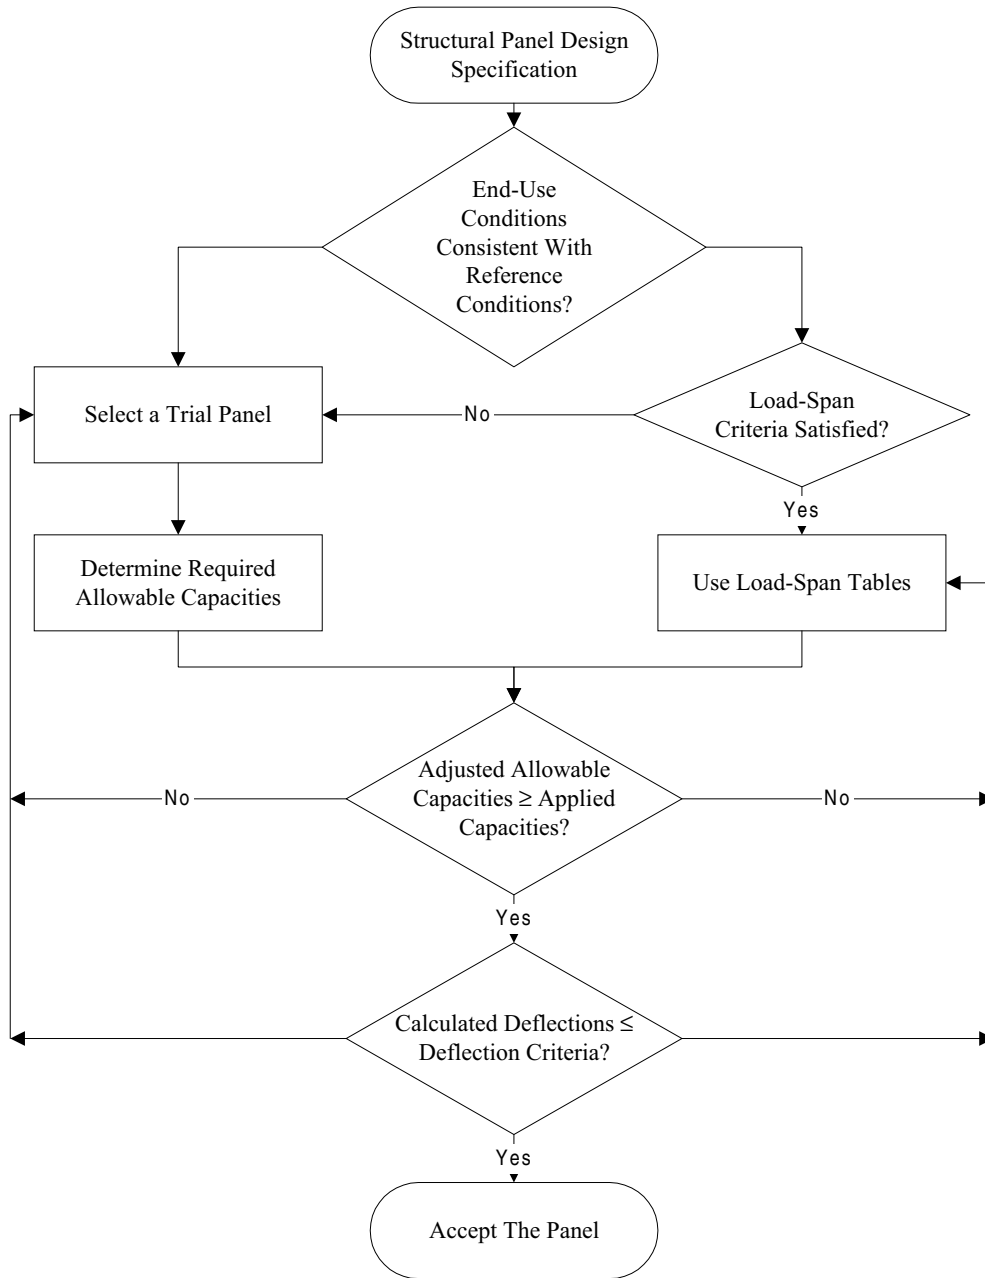 Structural Panel Design
Specification
End-Use
Conditions
Consistent With
Reference
Conditions?
Select a Trial Panel
No
Load-Span
Criteria Satisfied?
Yes
Determine Required
Allowable Capacities
Use Load-Span Tables
No
Adjusted Allowable
Capacities ≥ Applied
Capacities?
No
Yes
Calculated Deflections ≤
Deflection Criteria?
Yes
Accept The Panel